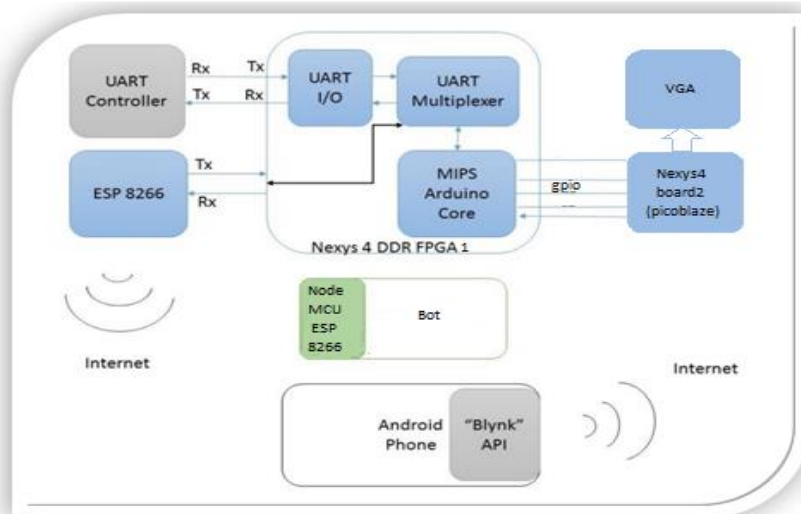 UART
Controller
Rx
Tx
Tx
Rx
UART
I/O
UART
Multiplexer
VGA
ESP 8266
Tx
Rx
MIPS
Arduino
Core
gpio
Nexys4
board2
(picoblaze)
Nexys 4 DDR FPGA 1
Node
MCU
ESP
8266
Bot
Internet
Internet
Android
Phone
"Blynk"
API